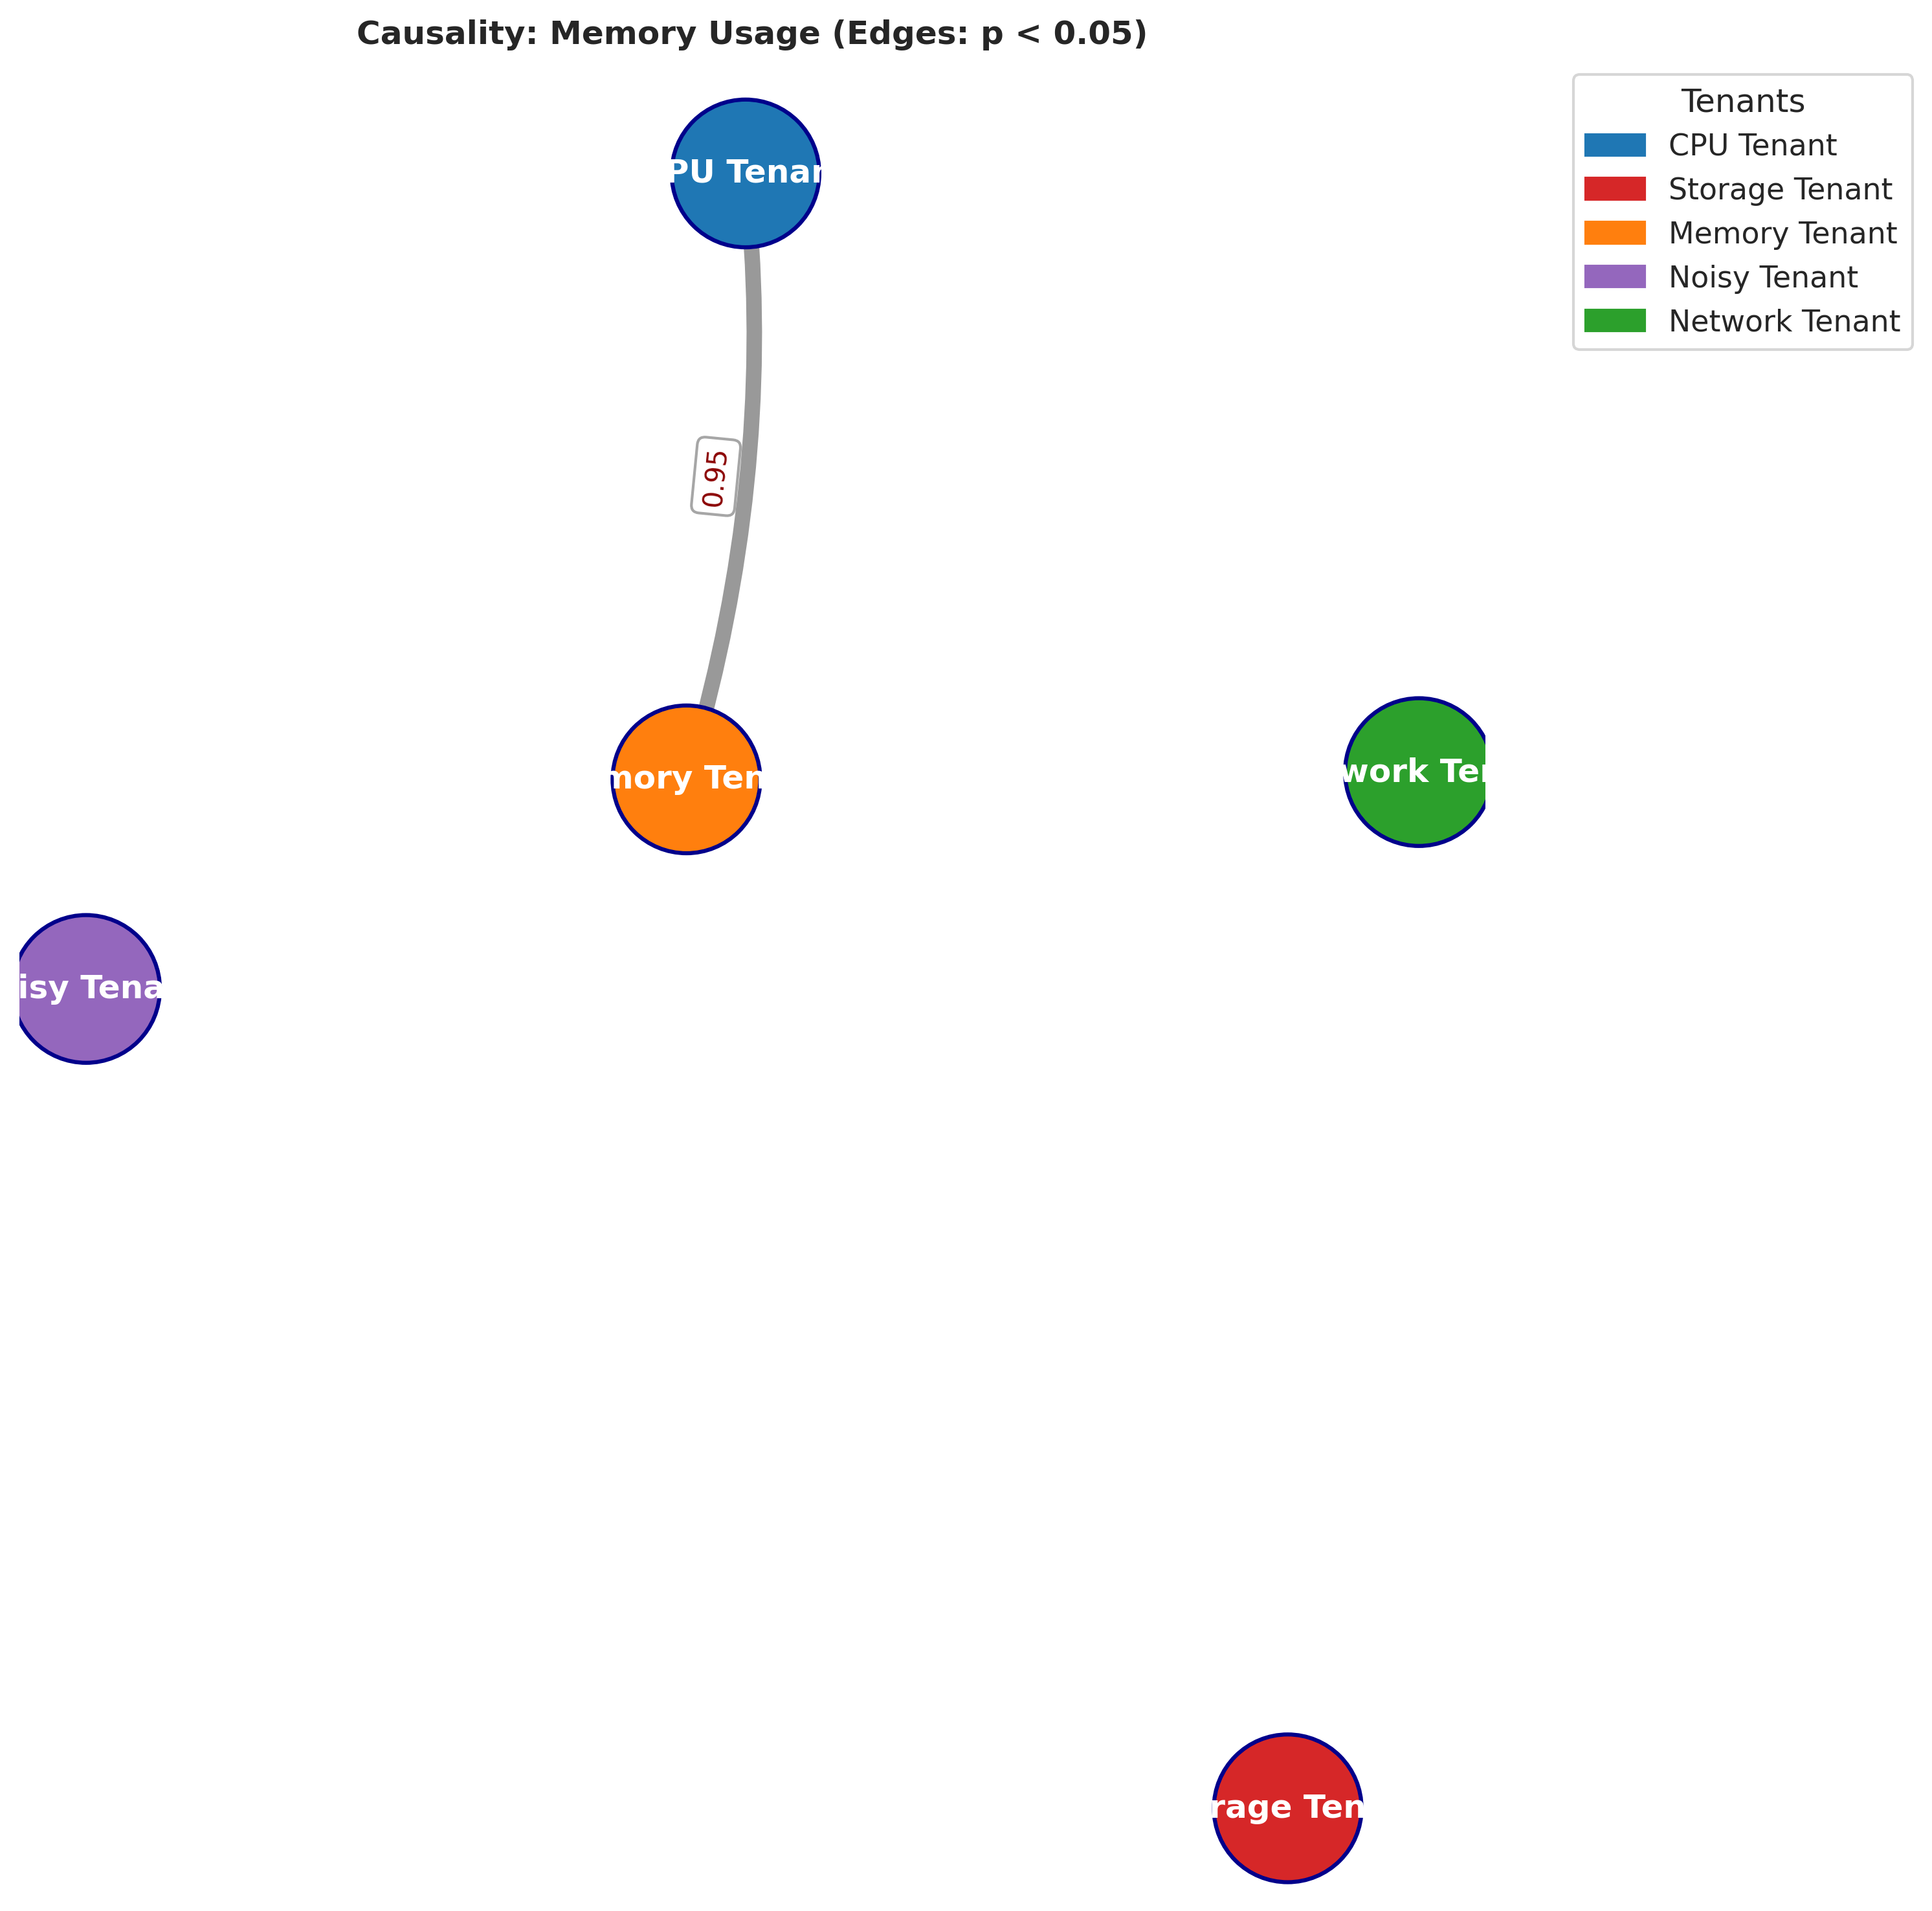 Causality: Memory Usage (Edges: p < 0.05)
Tenants
CPU Tenant
Storage Tenant
Memory Tenant
Noisy Tenant
Network Tenant
PU Tenan
0.95
mory Ten
work Ten
isy Tena
rage Ten